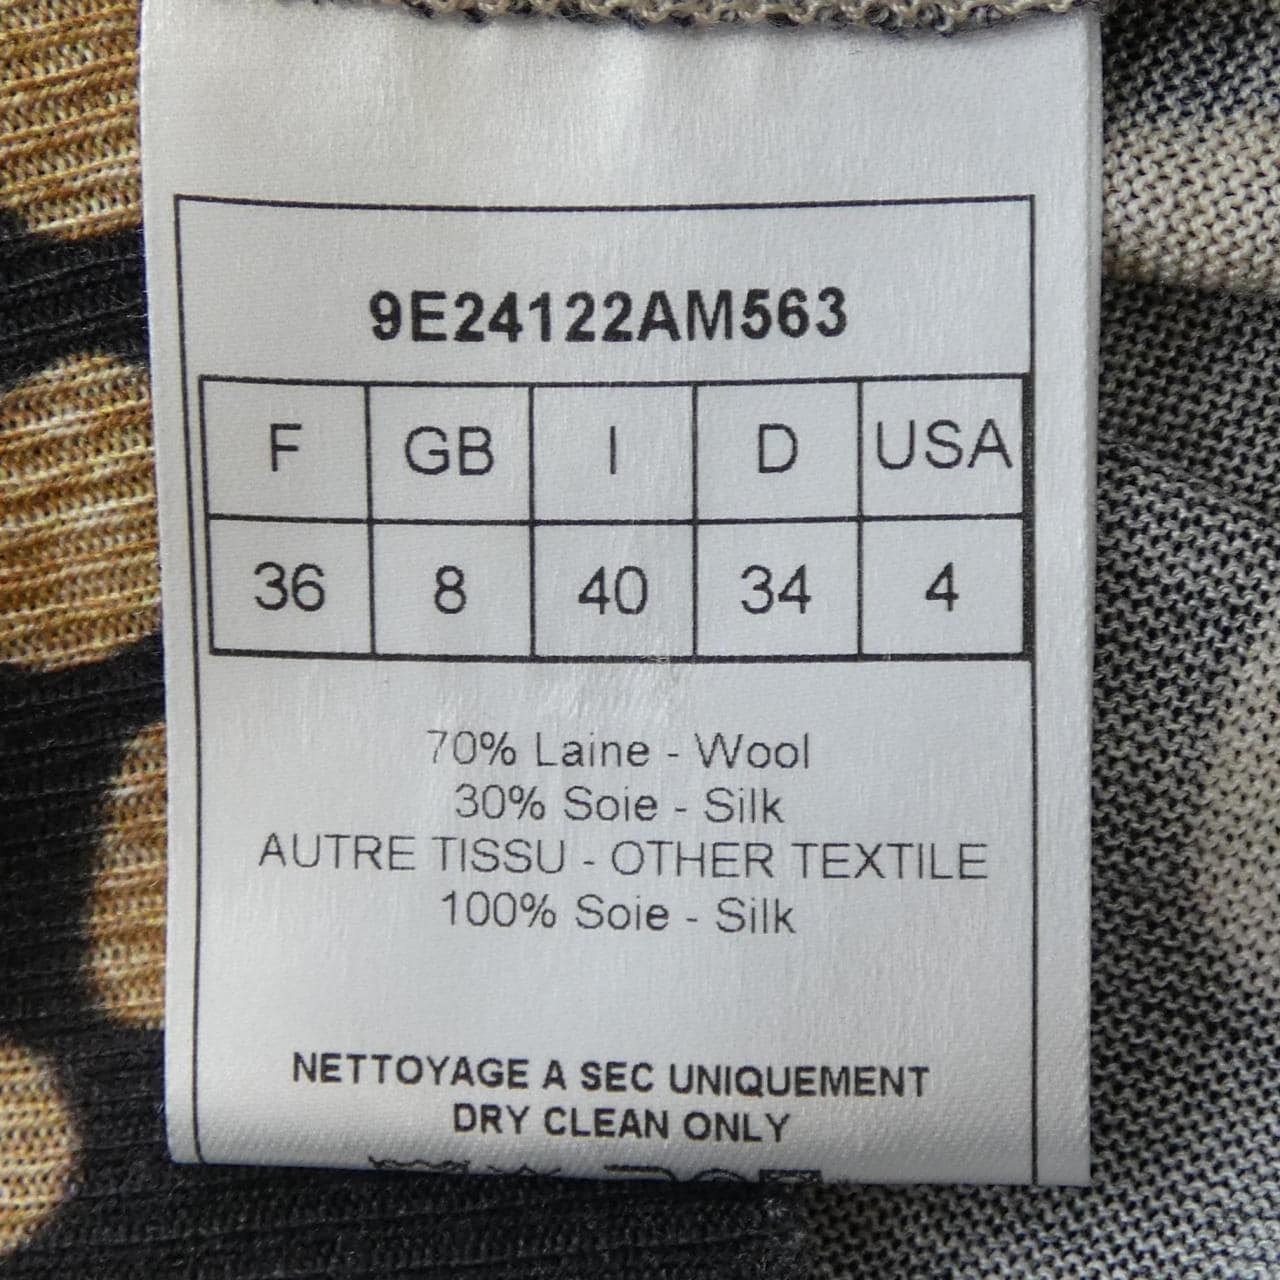 9E24122AM563
F GB I D USA
36 8 40 34 4
70% Laine - Wool
30% Soie - Silk
AUTRE TISSU - OTHER TEXTILE
100% Soie - Silk
NETTOYAGE A SEC UNIQUEMENT
DRY CLEAN ONLY